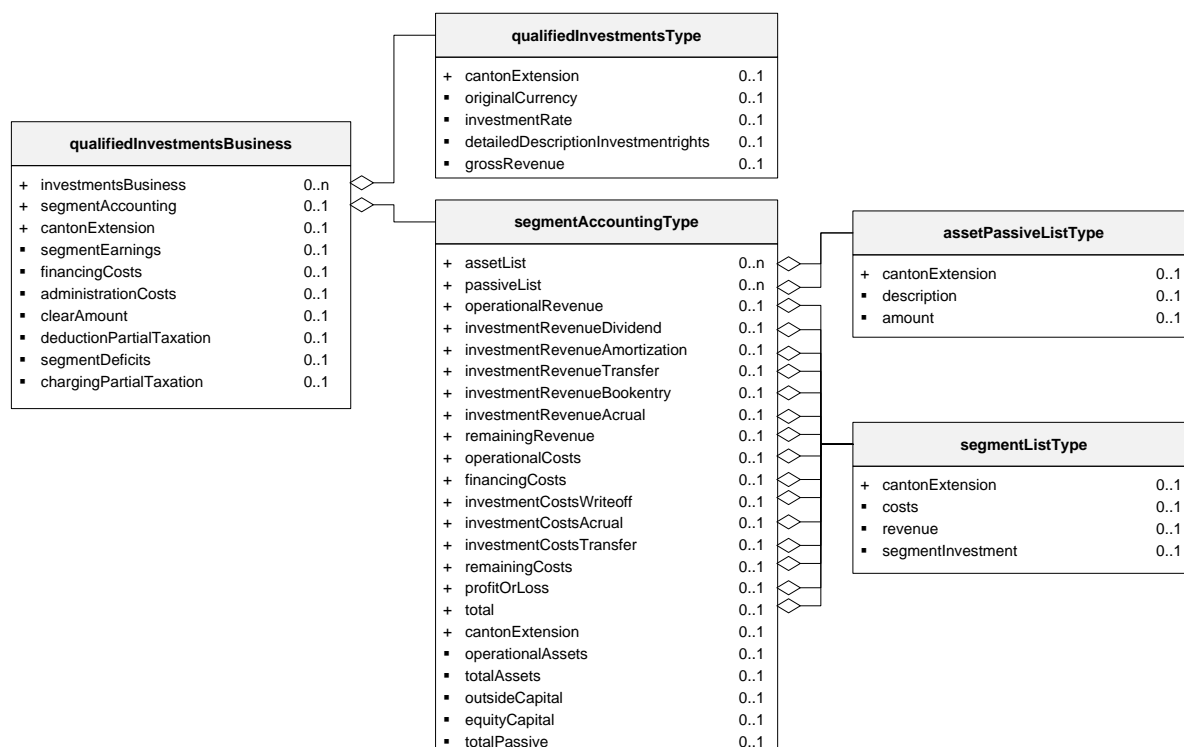 qualifiedInvestmentsType
+ cantonExtension 0..1
▪ originalCurrency 0..1
▪ investmentRate 0..1
▪ detailedDescriptionInvestmentrights 0..1
▪ grossRevenue 0..1
qualifiedInvestmentsBusiness
+ investmentsBusiness 0..n
+ segmentAccounting 0..1
+ cantonExtension 0..1
▪ segmentEarnings 0..1
▪ financingCosts 0..1
▪ administrationCosts 0..1
▪ clearAmount 0..1
▪ deductionPartialTaxation 0..1
▪ segmentDeficits 0..1
▪ chargingPartialTaxation 0..1
segmentAccountingType
+ assetList 0..n
+ passiveList 0..n
+ operationalRevenue 0..1
+ investmentRevenueDividend 0..1
+ investmentRevenueAmortization 0..1
+ investmentRevenueTransfer 0..1
+ investmentRevenueBookentry 0..1
+ investmentRevenueAcrual 0..1
+ remainingRevenue 0..1
+ operationalCosts 0..1
+ financingCosts 0..1
+ investmentCostsWriteoff 0..1
+ investmentCostsAcrual 0..1
+ investmentCostsTransfer 0..1
+ remainingCosts 0..1
+ profitOrLoss 0..1
+ total 0..1
+ cantonExtension 0..1
▪ operationalAssets 0..1
▪ totalAssets 0..1
▪ outsideCapital 0..1
▪ equityCapital 0..1
▪ totalPassive 0..1
assetPassiveListType
+ cantonExtension 0..1
▪ description 0..1
▪ amount 0..1
segmentListType
+ cantonExtension 0..1
▪ costs 0..1
▪ revenue 0..1
▪ segmentInvestment 0..1